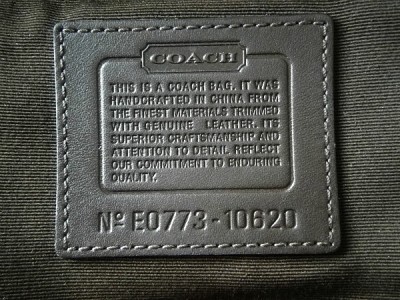 COACH
THIS IS A COACH BAG. IT WAS
HANDCRAFTED IN CHINA FROM
THE FINEST MATERIALS TRIMMED
WITH GENUINE LEATHER. ITS
SUPERIOR CRAFTSMANSHIP AND
ATTENTION TO DETAIL REFLECT
OUR COMMITMENT TO ENDURING
QUALITY.
Nº E0773-10620